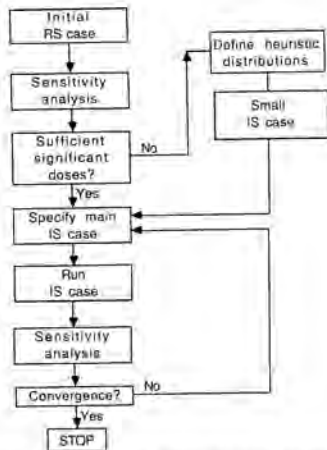 Initial
RS case
Sensitivity
analysis
Sufficient
significant
doses?
No
Define heuristic
distributions
Small
IS case
Yes
Specify main
IS case
Run
IS case
Sensitivity
analysis
Convergence?
No
Yes
STOP